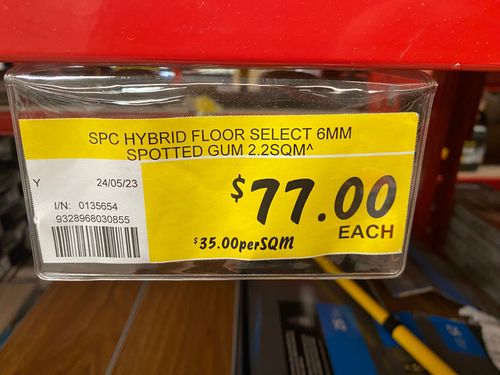 SPC HYBRID FLOOR SELECT 6MM
SPOTTED GUM 2.2SQM^
Y 24/05/23
I/N: 0135654
9328968030855
$77.00
EACH
$35.00perSQM